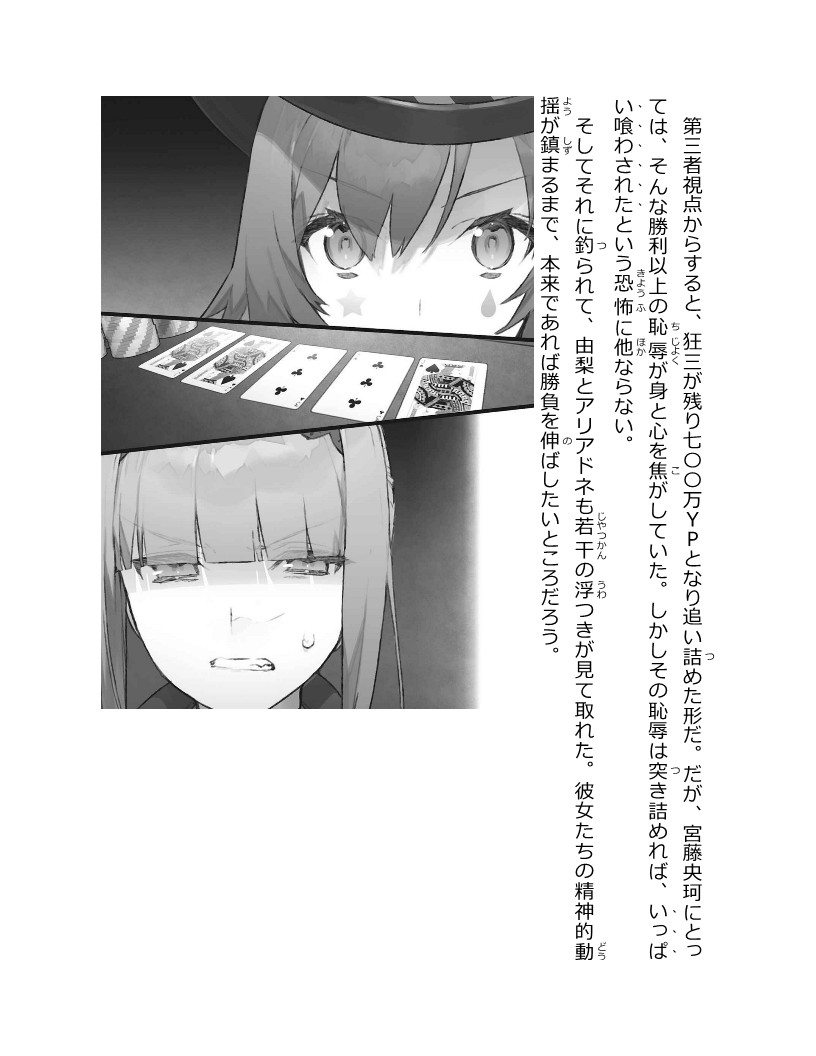 第三者視点からすると、狂三が残り七〇〇万ＹＰとなり追い詰めた形だ。だが、宮藤央珂にとっ
ては、そんな勝利以上の恥辱が身と心を焦がしていた。しかしその恥辱は突き詰めれば、いっぱ
い喰わされたという恐怖に他ならない。
そしてそれに釣られて、由梨とアリアドネも若干の浮つきが見て取れた。彼女たちの精神的動
揺が鎮まるまで、本来であれば勝負を伸ばしたいところだろう。